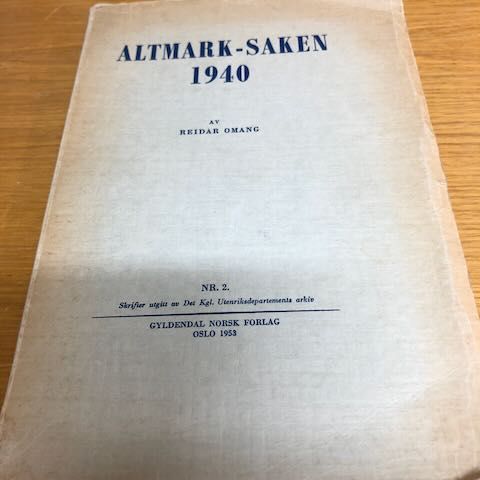 ALTMARK-SAKEN
1940
AV
REIDAR OMANG
NR. 2.
Skrifter utgitt av Det Kgl. Utenriksdepartements arkiv
GYLDENDAL NORSK FORLAG
OSLO 1953